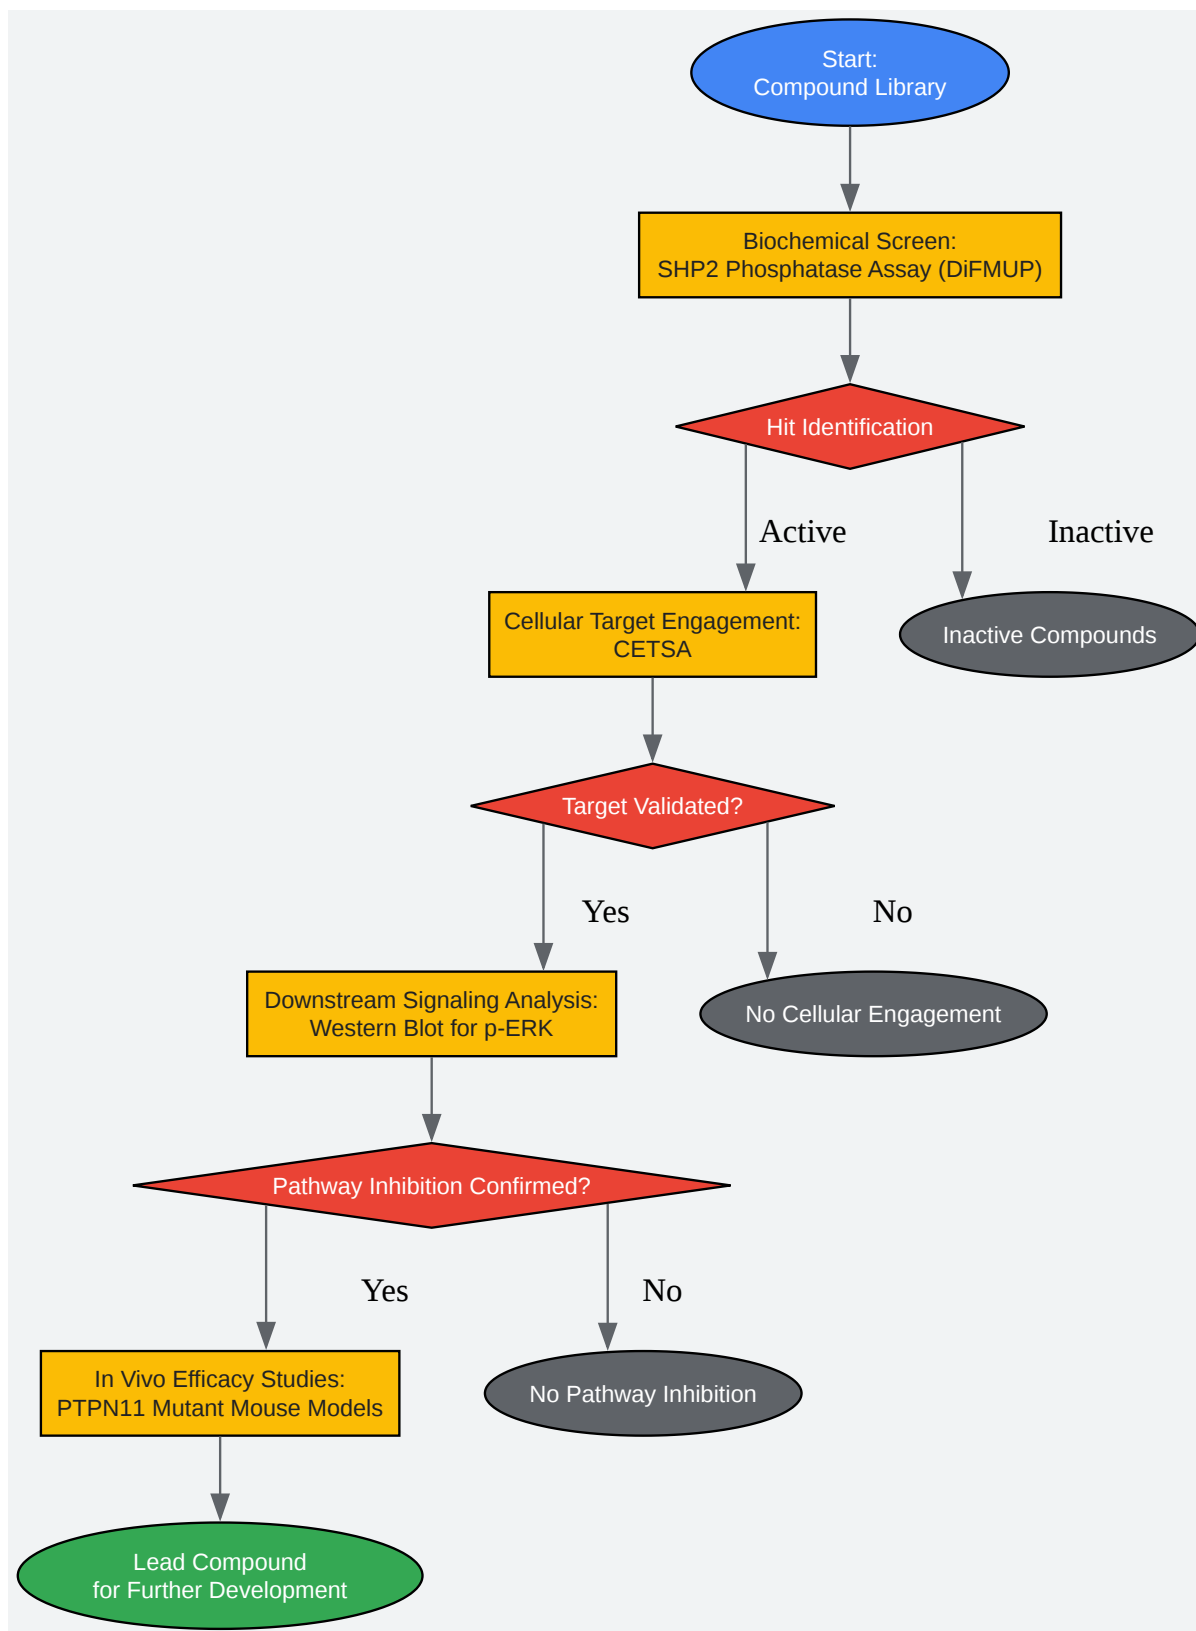 Start:
Compound Library
Biochemical Screen:
SHP2 Phosphatase Assay (DiFMUP)
Hit Identification
Active
Inactive
Cellular Target Engagement:
CETSA
Inactive Compounds
Target Validated?
Yes
No
Downstream Signaling Analysis:
Western Blot for p-ERK
No Cellular Engagement
Pathway Inhibition Confirmed?
Yes
No
In Vivo Efficacy Studies:
PTPN11 Mutant Mouse Models
No Pathway Inhibition
Lead Compound
for Further Development